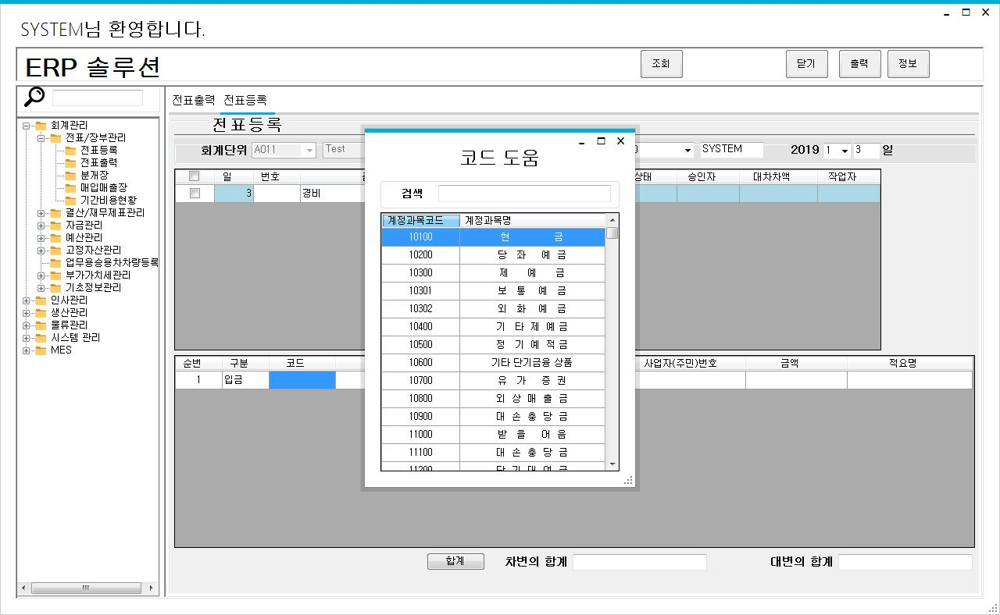 SYSTEM님 환영합니다.
ERP 솔루션
조회
닫기
출력
정보
회계관리
전표/장부관리
전표등록
전표출력
분개장
매입매출장
기간비용현황
결산/재무제표관리
자금관리
예산관리
고정자산관리
업무용승용차차량등록
부가가치세관리
기초정보관리
인사관리
생산관리
물류관리
시스템 관리
MES
전표출력 전표등록
전표등록
회계단위 A011 Test
SYSTEM 2019 1 3 일
일 번호
상태 승인자 대차차액 작업자
3 경비
순번 구분 코드
사업자(주민)번호 금액 적요명
1 입금
합계 차변의 합계 대변의 합계
코드 도움
검색
계정과목코드 계정과목명
10100 현 금
10200 당 좌 예 금
10300 제 예 금
10301 보 통 예 금
10302 외 화 예 금
10400 기 타 제 예 금
10500 정 기 예 적 금
10600 기타 단기금융 상품
10700 유 가 증 권
10800 외 상 매 출 금
10900 대 손 충 당 금
11000 받 을 어 음
11100 대 손 충 당 금
11200 단 기 대 여 금